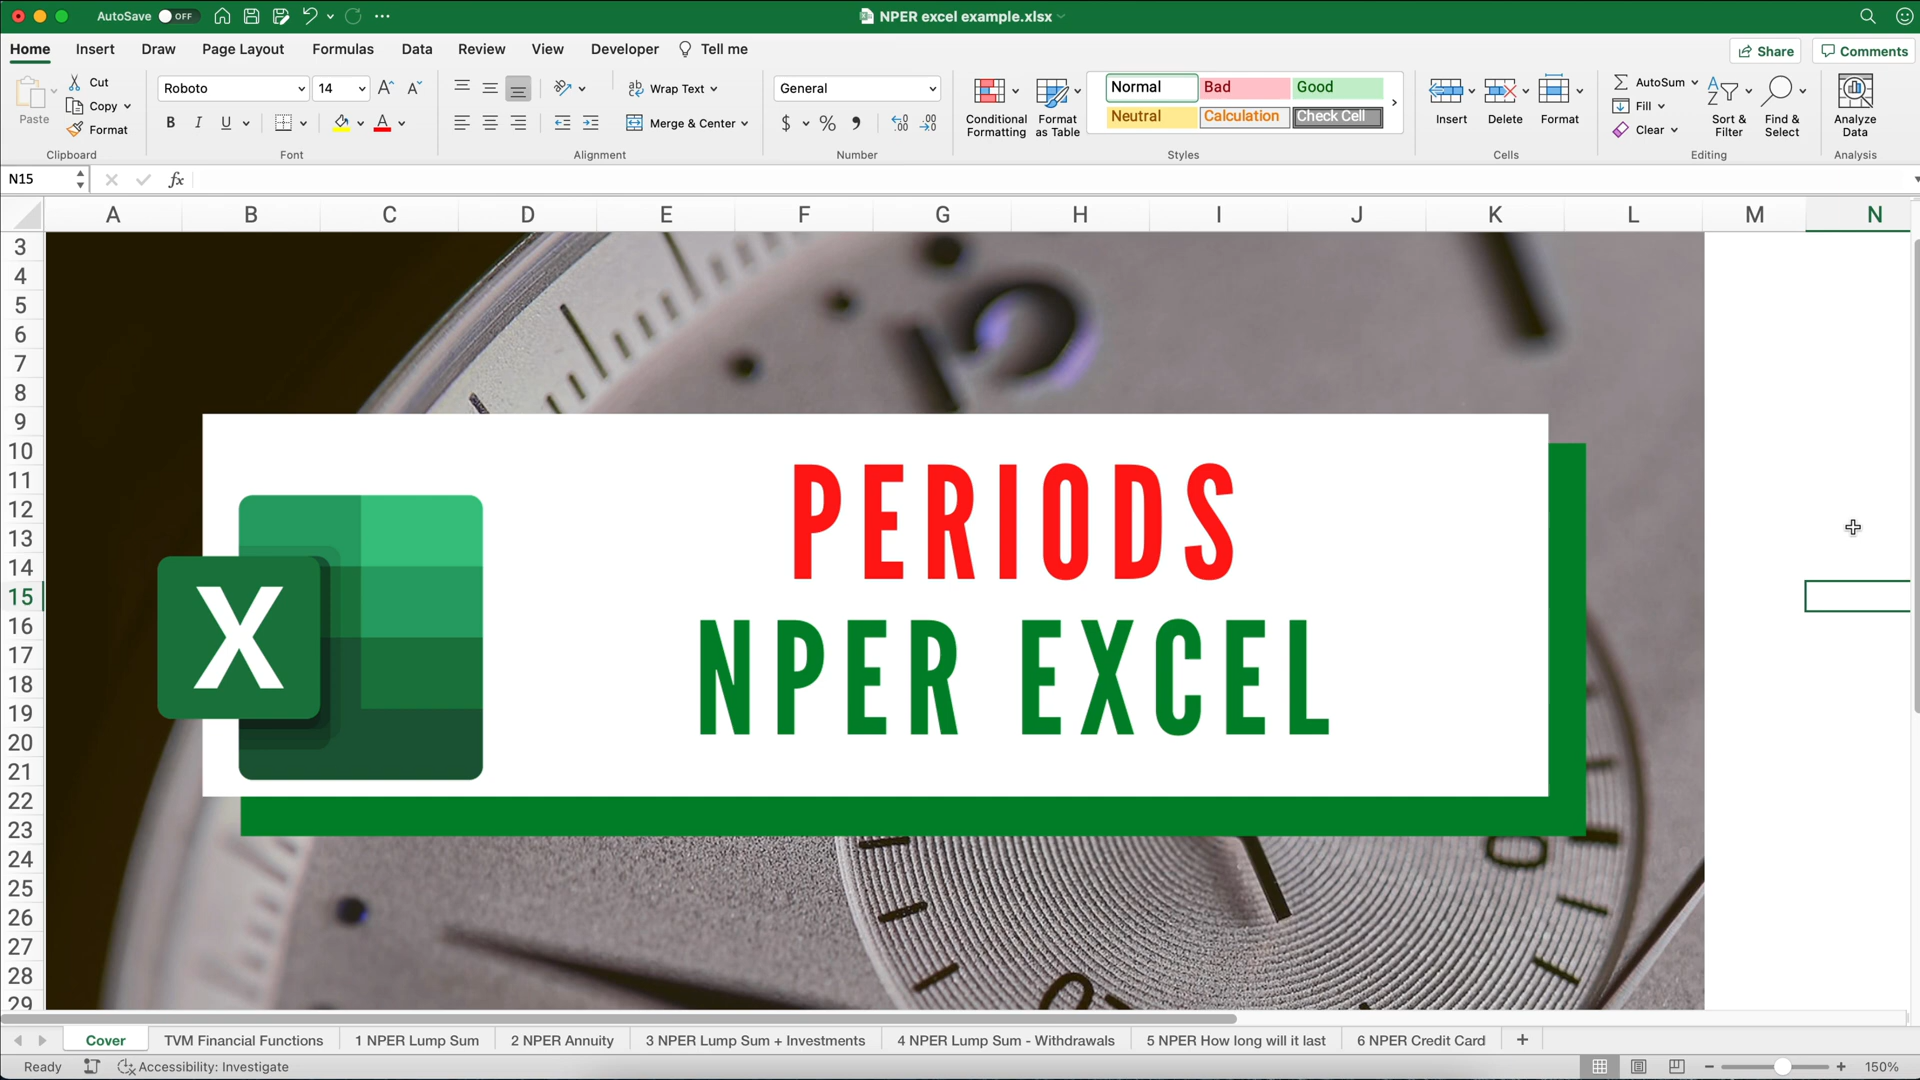 AutoSave OFF
NPER excel example.xlsx
Home Insert Draw Page Layout Formulas Data Review View Developer Tell me
Share Comments
Paste
Cut
Copy
Format
Clipboard
Roboto 14
B I U
A A
Font
ab
c
Wrap Text
Merge & Center
Alignment
General
$ % ,
Number
Conditional
Formatting
Format
as Table
Normal Bad Good
Neutral Calculation Check Cell
Styles
Insert Delete Format
Cells
AutoSum
Fill
Clear
Sort &
Filter
Find &
Select
Editing
Analyze
Data
Analysis
N15 fx
A B C D E F G H I J K L M N
3
4
5
6
7
8
9
10
11
12
13
14
15
16
17
18
19
20
21
22
23
24
25
26
27
28
29
X
PERIODS
NPER EXCEL
Cover TVM Financial Functions 1 NPER Lump Sum 2 NPER Annuity 3 NPER Lump Sum + Investments 4 NPER Lump Sum - Withdrawals 5 NPER How long will it last 6 NPER Credit Card +
Ready Accessibility: Investigate
150%